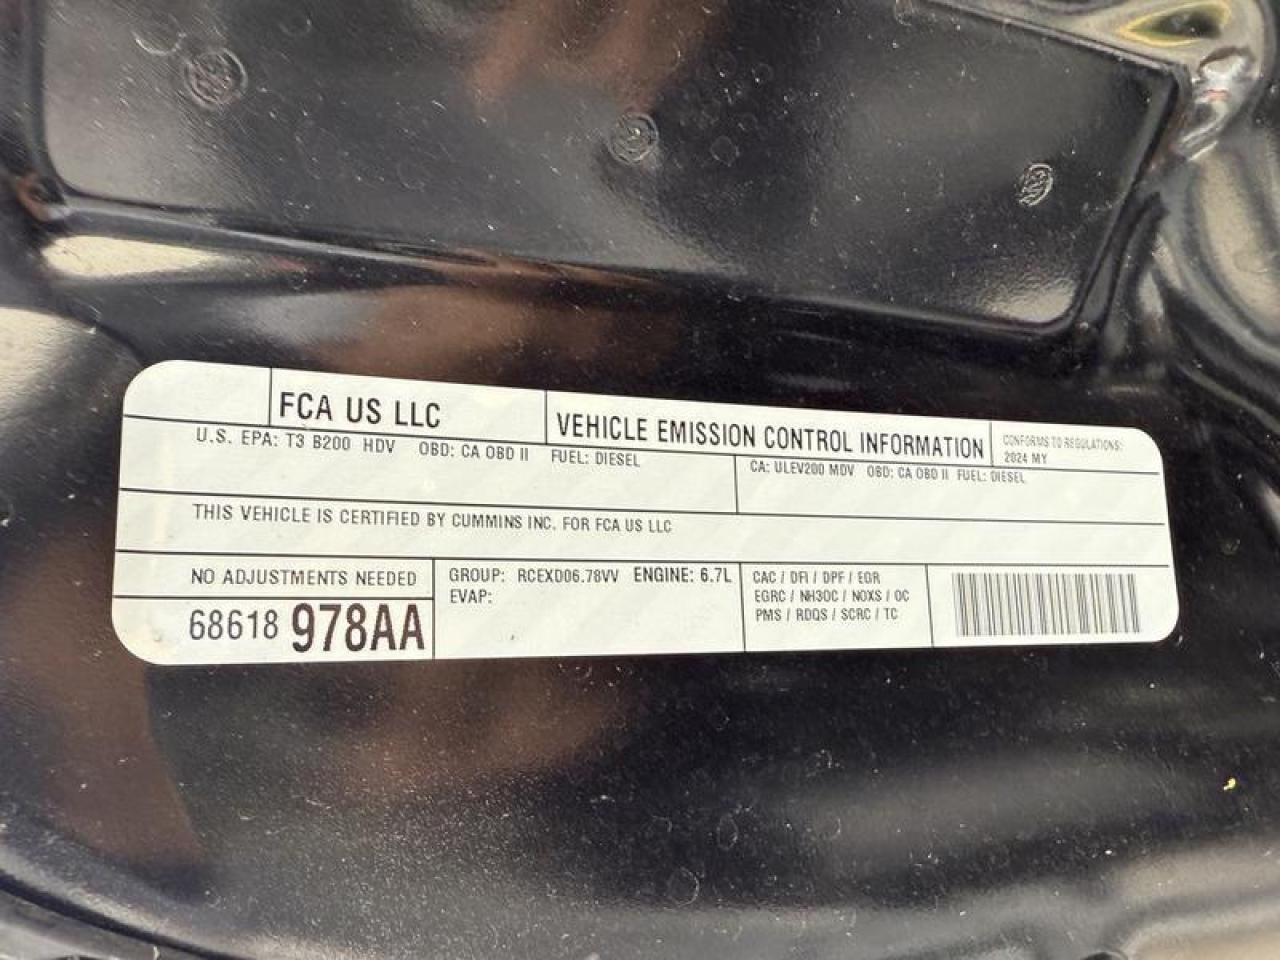 FCA US LLC
VEHICLE EMISSION CONTROL INFORMATION
CONFORMS TO REGULATIONS:
2024 MY
U.S. EPA: T3 B200 HDV OBD: CA OBD II FUEL: DIESEL
CA: ULEV200 MDV OBD: CA OBD II FUEL: DIESEL
THIS VEHICLE IS CERTIFIED BY CUMMINS INC. FOR FCA US LLC
NO ADJUSTMENTS NEEDED
68618 978AA
GROUP: RCEXD06.78VV ENGINE: 6.7L
EVAP:
CAC / DFI / DPF / EGR
EGRC / NH3OC / NOXS / OC
PMS / RDQS / SCRC / TC